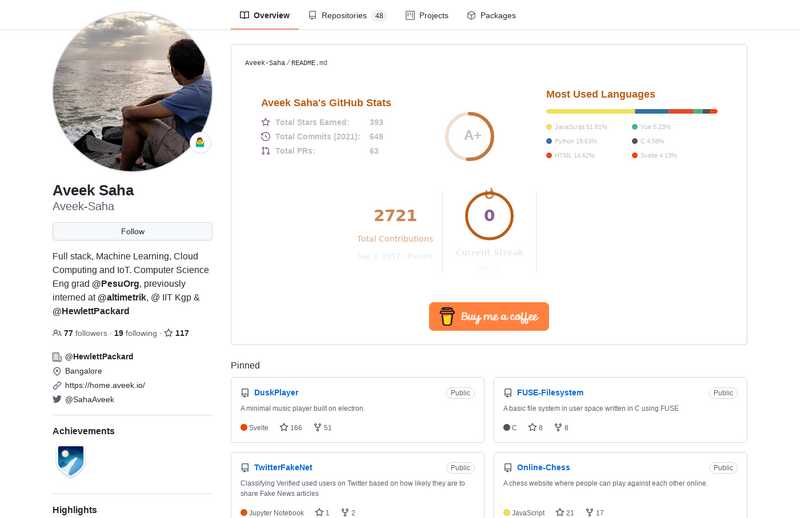 Overview
Repositories 48
Projects
Packages
Aveek Saha
Aveek-Saha
Follow
Full stack, Machine Learning, Cloud
Computing and IoT. Computer Science
Eng grad @PesuOrg, previously
interned at @altimetrik, @ IIT Kgp &
@HewlettPackard
77 followers · 19 following · 117
@HewlettPackard
Bangalore
https://home.aveek.io/
@SahaAveek
Achievements
Highlights
Aveek-Saha / README.md
Aveek Saha's GitHub Stats
Total Stars Earned: 393
Total Commits (2021): 648
Total PRs: 63
A+
Most Used Languages
JavaScript 51.81%
Vue 5.23%
Python 19.63%
C 4.58%
HTML 14.62%
Svelte 4.13%
2721
Total Contributions
0
Current Streak
Buy me a coffee
Pinned
DuskPlayer Public
A minimal music player built on electron
Svelte 166 51
FUSE-Filesystem Public
A basic file system in user space written in C using FUSE
C 8 8
TwitterFakeNet Public
Classifying Verified used users on Twitter based on how likely they are to
share Fake News articles
Jupyter Notebook 1 2
Online-Chess Public
A chess website where people can play against each other online.
JavaScript 21 17